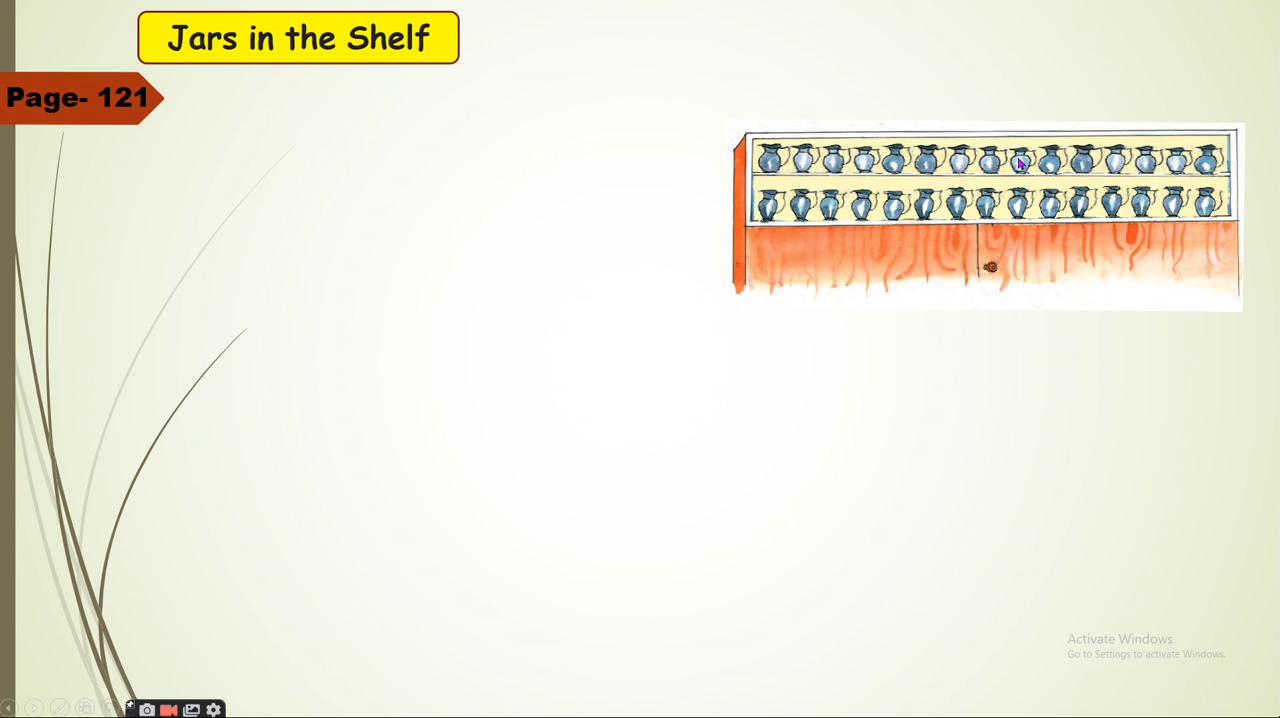 Jars in the Shelf
Page- 121
Activate Windows
Go to Settings to activate Windows.